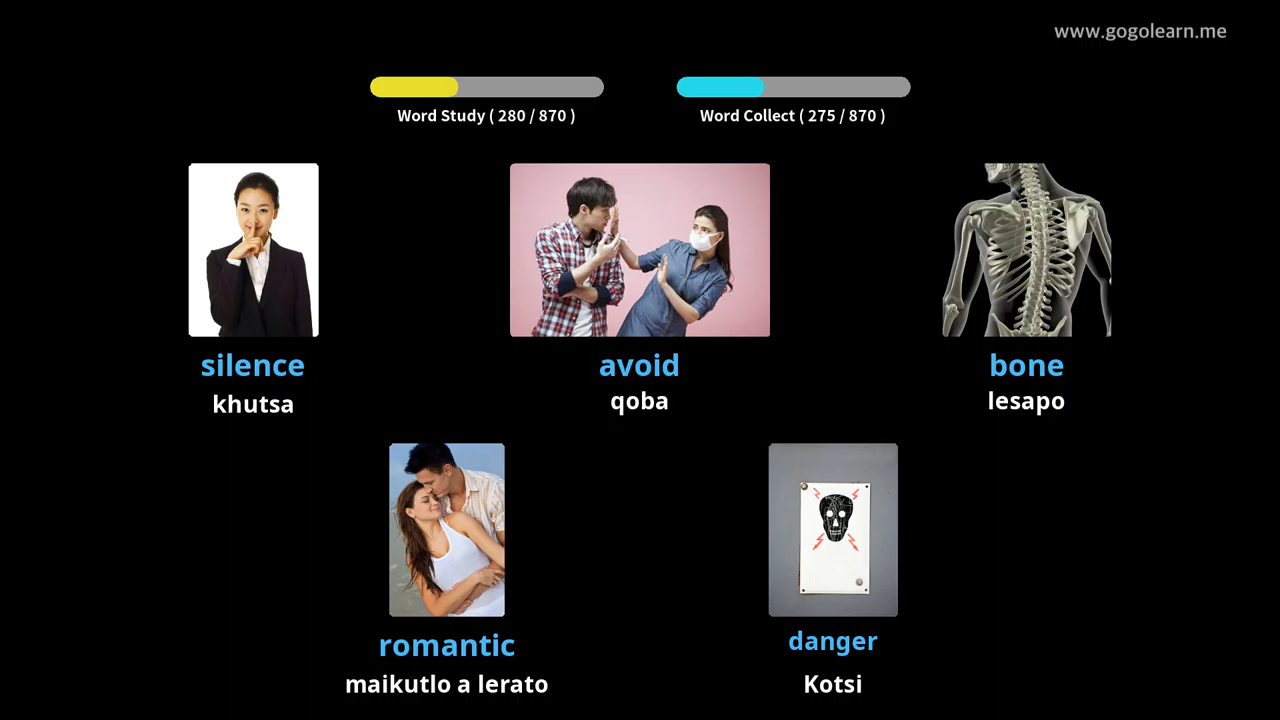 www.gogolearn.me
Word Study ( 280 / 870 )
Word Collect ( 275 / 870 )
silence
khutsa
avoid
qoba
bone
lesapo
romantic
maikutlo a lerato
danger
Kotsi